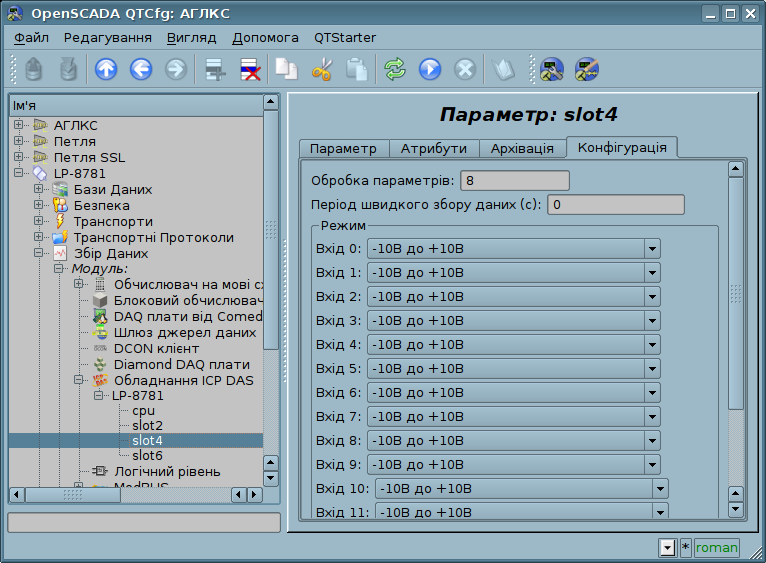 OpenSCADA QTCfg: АГЛКС
Файл Редагування Вигляд Допомога QTStarter
Ім'я
АГЛКС
Петля
Петля SSL
LP-8781
Бази Даних
Безпека
Транспорти
Транспортні Протоколи
Збір Даних
Модуль:
Обчислювач на мові
Блоковий обчислювач
DAQ плати від Comed
Шлюз джерел даних
DCON клієнт
Diamond DAQ плати
Обладнання ICP DAS
LP-8781
cpu
slot2
slot4
slot6
Логічний рівень
ModBUS
Параметр: slot4
Параметр Атрибути Архівація Конфігурація
Обробка параметрів: 8
Період швидкого збору даних (с): 0
Режим
Вхід 0: -10В до +10В
Вхід 1: -10В до +10В
Вхід 2: -10В до +10В
Вхід 3: -10В до +10В
Вхід 4: -10В до +10В
Вхід 5: -10В до +10В
Вхід 6: -10В до +10В
Вхід 7: -10В до +10В
Вхід 8: -10В до +10В
Вхід 9: -10В до +10В
Вхід 10: -10В до +10В
Вхід 11: -10В до +10В
* roman